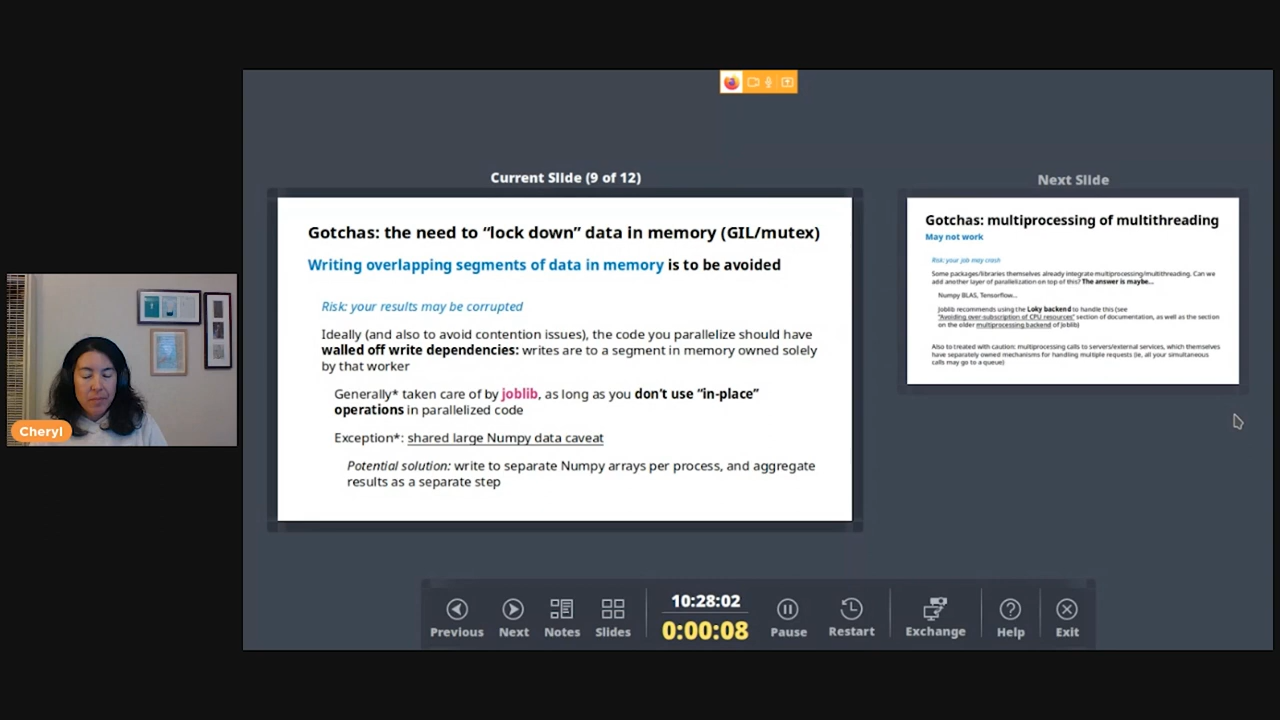 Cheryl
Current Slide (9 of 12)
Gotchas: the need to “lock down” data in memory (GIL/mutex)
Writing overlapping segments of data in memory is to be avoided
Risk: your results may be corrupted
Ideally (and also to avoid contention issues), the code you parallelize should have
walled off write dependencies: writes are to a segment in memory owned solely
by that worker
Generally* taken care of by joblib, as long as you don’t use “in-place”
operations in parallelized code
Exception*: shared large Numpy data caveat
Potential solution: write to separate Numpy arrays per process, and aggregate
results as a separate step
Next Slide
Gotchas: multiprocessing of multithreading
May not work
Risk: your job may crash
Some packages/libraries themselves already integrate multiprocessing/multithreading. Can we
add another layer of parallelization on top of this? The answer is maybe...
Numpy BLAS, Tensorflow...
Joblib recommends using the Loky backend to handle this (see
"Avoiding over-subscription of CPU resources" section of documentation, as well as the section
on the older multiprocessing backend of Joblib)
Also to treated with caution: multiprocessing calls to servers/external services, which themselves
have separately owned mechanisms for handling multiple requests (ie, all your simultaneous
calls may go to a queue)
Previous
Next
Notes
Slides
10:28:02
0:00:08
Pause
Restart
Exchange
Help
Exit